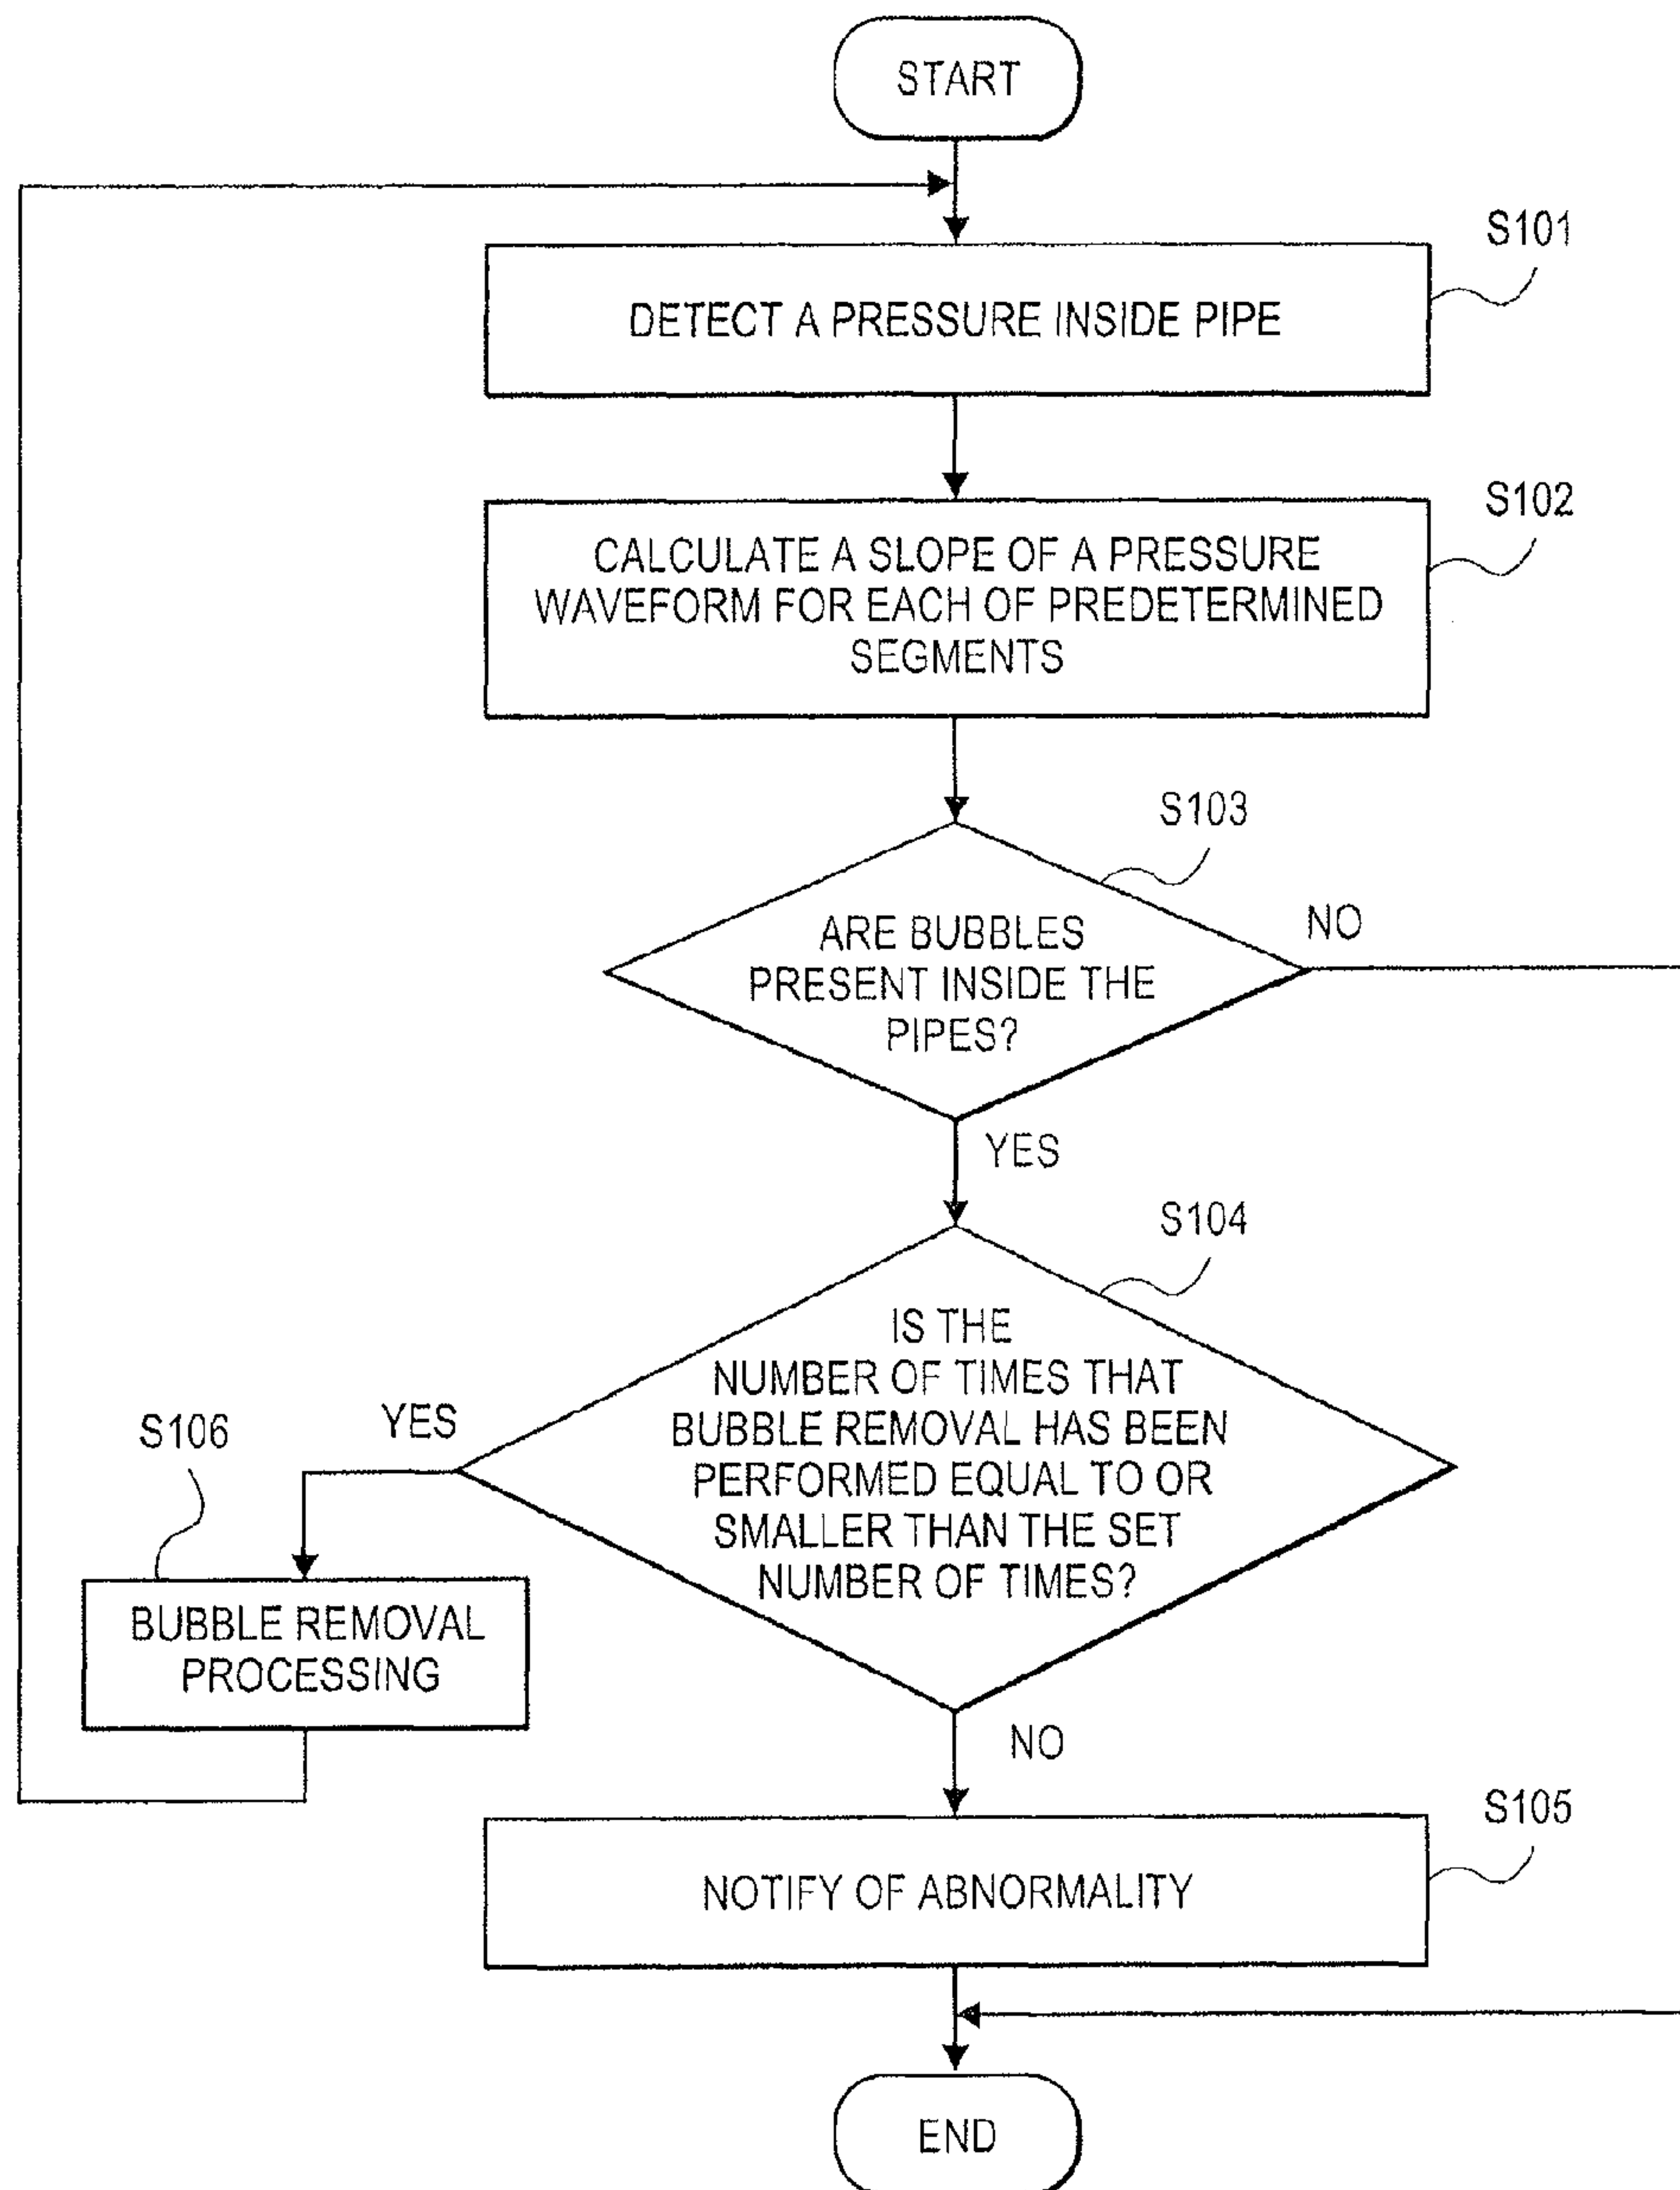 START
S101
DETECT A PRESSURE INSIDE PIPE
S102
CALCULATE A SLOPE OF A PRESSURE
WAVEFORM FOR EACH OF PREDETERMINED
SEGMENTS
S103
ARE BUBBLES
PRESENT INSIDE THE
PIPES?
NO
YES
S104
IS THE
NUMBER OF TIMES THAT
BUBBLE REMOVAL HAS BEEN
PERFORMED EQUAL TO OR
SMALLER THAN THE SET
NUMBER OF TIMES?
YES
S106
BUBBLE REMOVAL
PROCESSING
NO
S105
NOTIFY OF ABNORMALITY
END